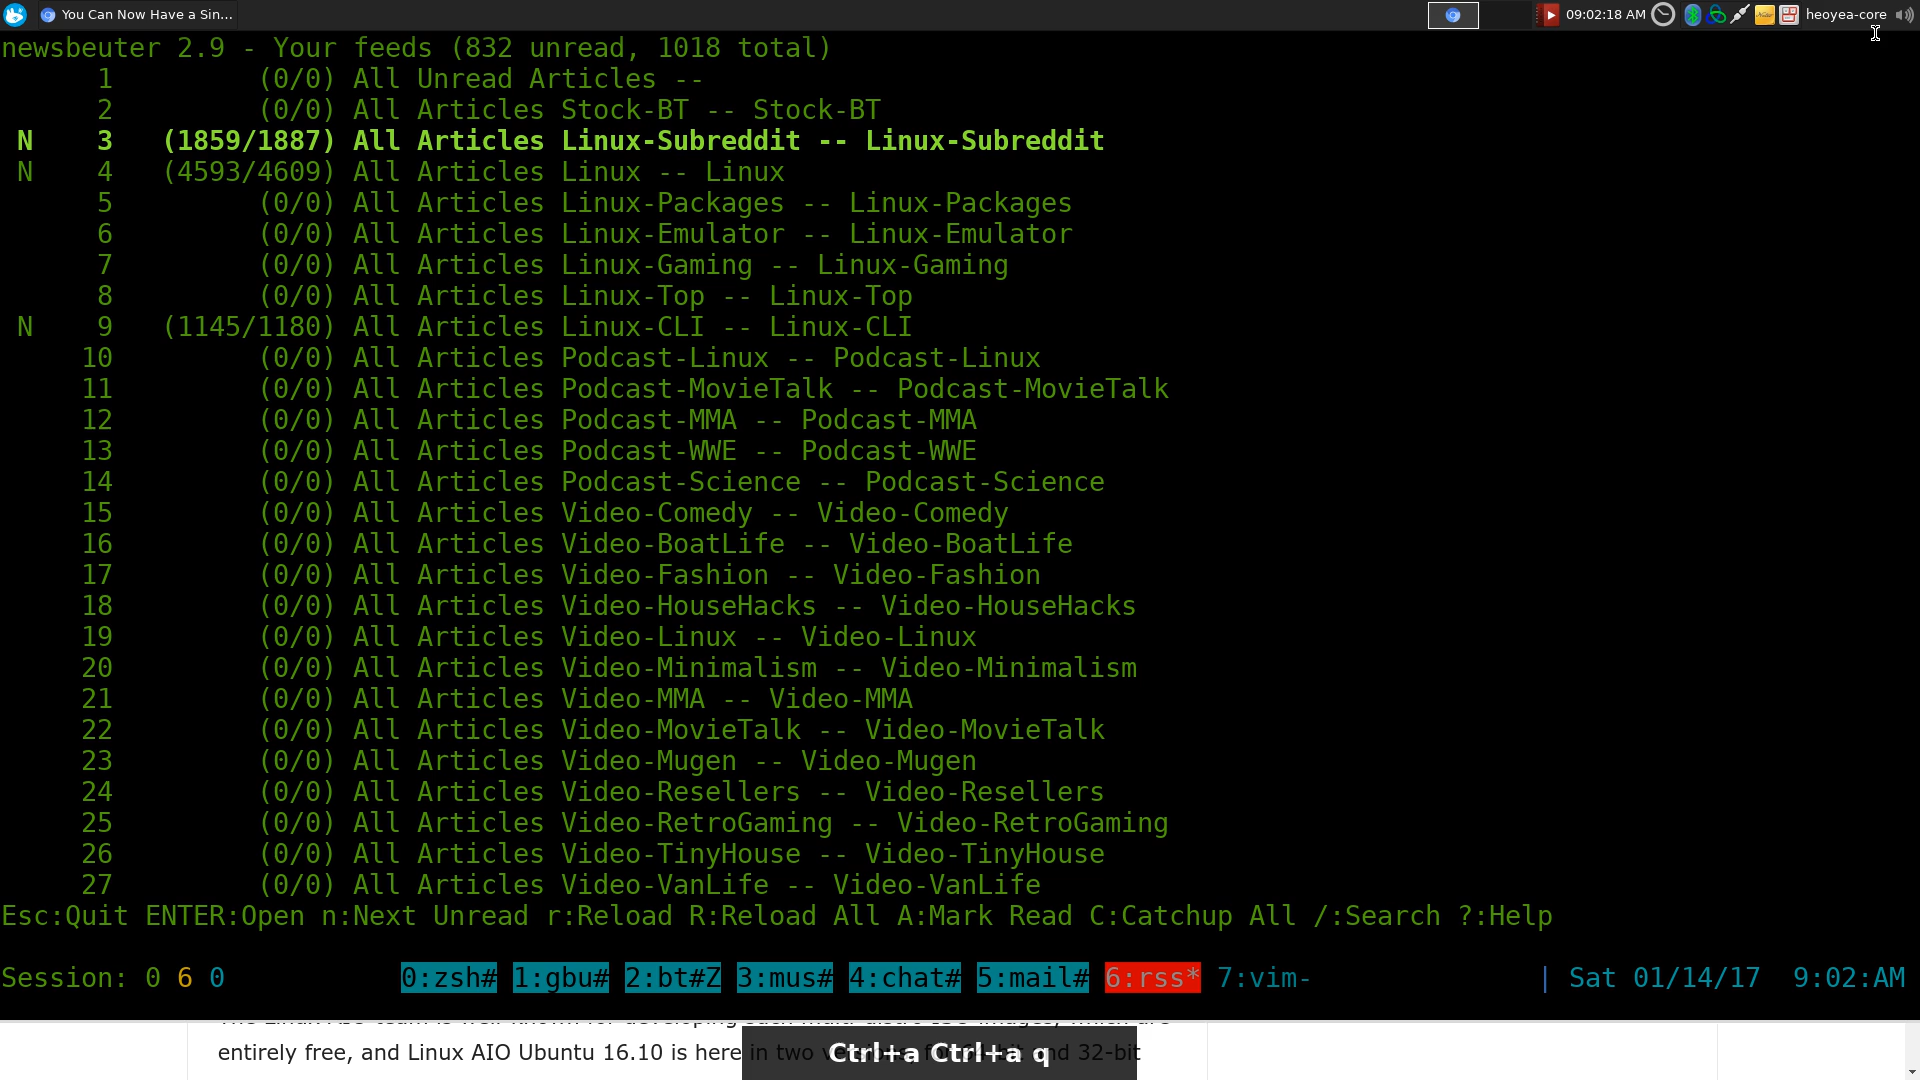 You Can Now Have a Sin...
09:02:18 AM
heoyea-core
newsbeuter 2.9 - Your feeds (832 unread, 1018 total)
1 (0/0) All Unread Articles --
2 (0/0) All Articles Stock-BT -- Stock-BT
N 3 (1859/1887) All Articles Linux-Subreddit -- Linux-Subreddit
N 4 (4593/4609) All Articles Linux -- Linux
5 (0/0) All Articles Linux-Packages -- Linux-Packages
6 (0/0) All Articles Linux-Emulator -- Linux-Emulator
7 (0/0) All Articles Linux-Gaming -- Linux-Gaming
8 (0/0) All Articles Linux-Top -- Linux-Top
N 9 (1145/1180) All Articles Linux-CLI -- Linux-CLI
10 (0/0) All Articles Podcast-Linux -- Podcast-Linux
11 (0/0) All Articles Podcast-MovieTalk -- Podcast-MovieTalk
12 (0/0) All Articles Podcast-MMA -- Podcast-MMA
13 (0/0) All Articles Podcast-WWE -- Podcast-WWE
14 (0/0) All Articles Podcast-Science -- Podcast-Science
15 (0/0) All Articles Video-Comedy -- Video-Comedy
16 (0/0) All Articles Video-BoatLife -- Video-BoatLife
17 (0/0) All Articles Video-Fashion -- Video-Fashion
18 (0/0) All Articles Video-HouseHacks -- Video-HouseHacks
19 (0/0) All Articles Video-Linux -- Video-Linux
20 (0/0) All Articles Video-Minimalism -- Video-Minimalism
21 (0/0) All Articles Video-MMA -- Video-MMA
22 (0/0) All Articles Video-MovieTalk -- Video-MovieTalk
23 (0/0) All Articles Video-Mugen -- Video-Mugen
24 (0/0) All Articles Video-Resellers -- Video-Resellers
25 (0/0) All Articles Video-RetroGaming -- Video-RetroGaming
26 (0/0) All Articles Video-TinyHouse -- Video-TinyHouse
27 (0/0) All Articles Video-VanLife -- Video-VanLife
Esc:Quit ENTER:Open n:Next Unread r:Reload R:Reload All A:Mark Read C:Catchup All /:Search ?:Help
Session: 0 6 0 0:zsh# 1:gbu# 2:bt#Z 3:mus# 4:chat# 5:mail# 6:rss* 7:vim- | Sat 01/14/17 9:02:AM
entirely free, and Linux AIO Ubuntu 16.10 is here in two 32-bit
Ctrl+a Ctrl+a q